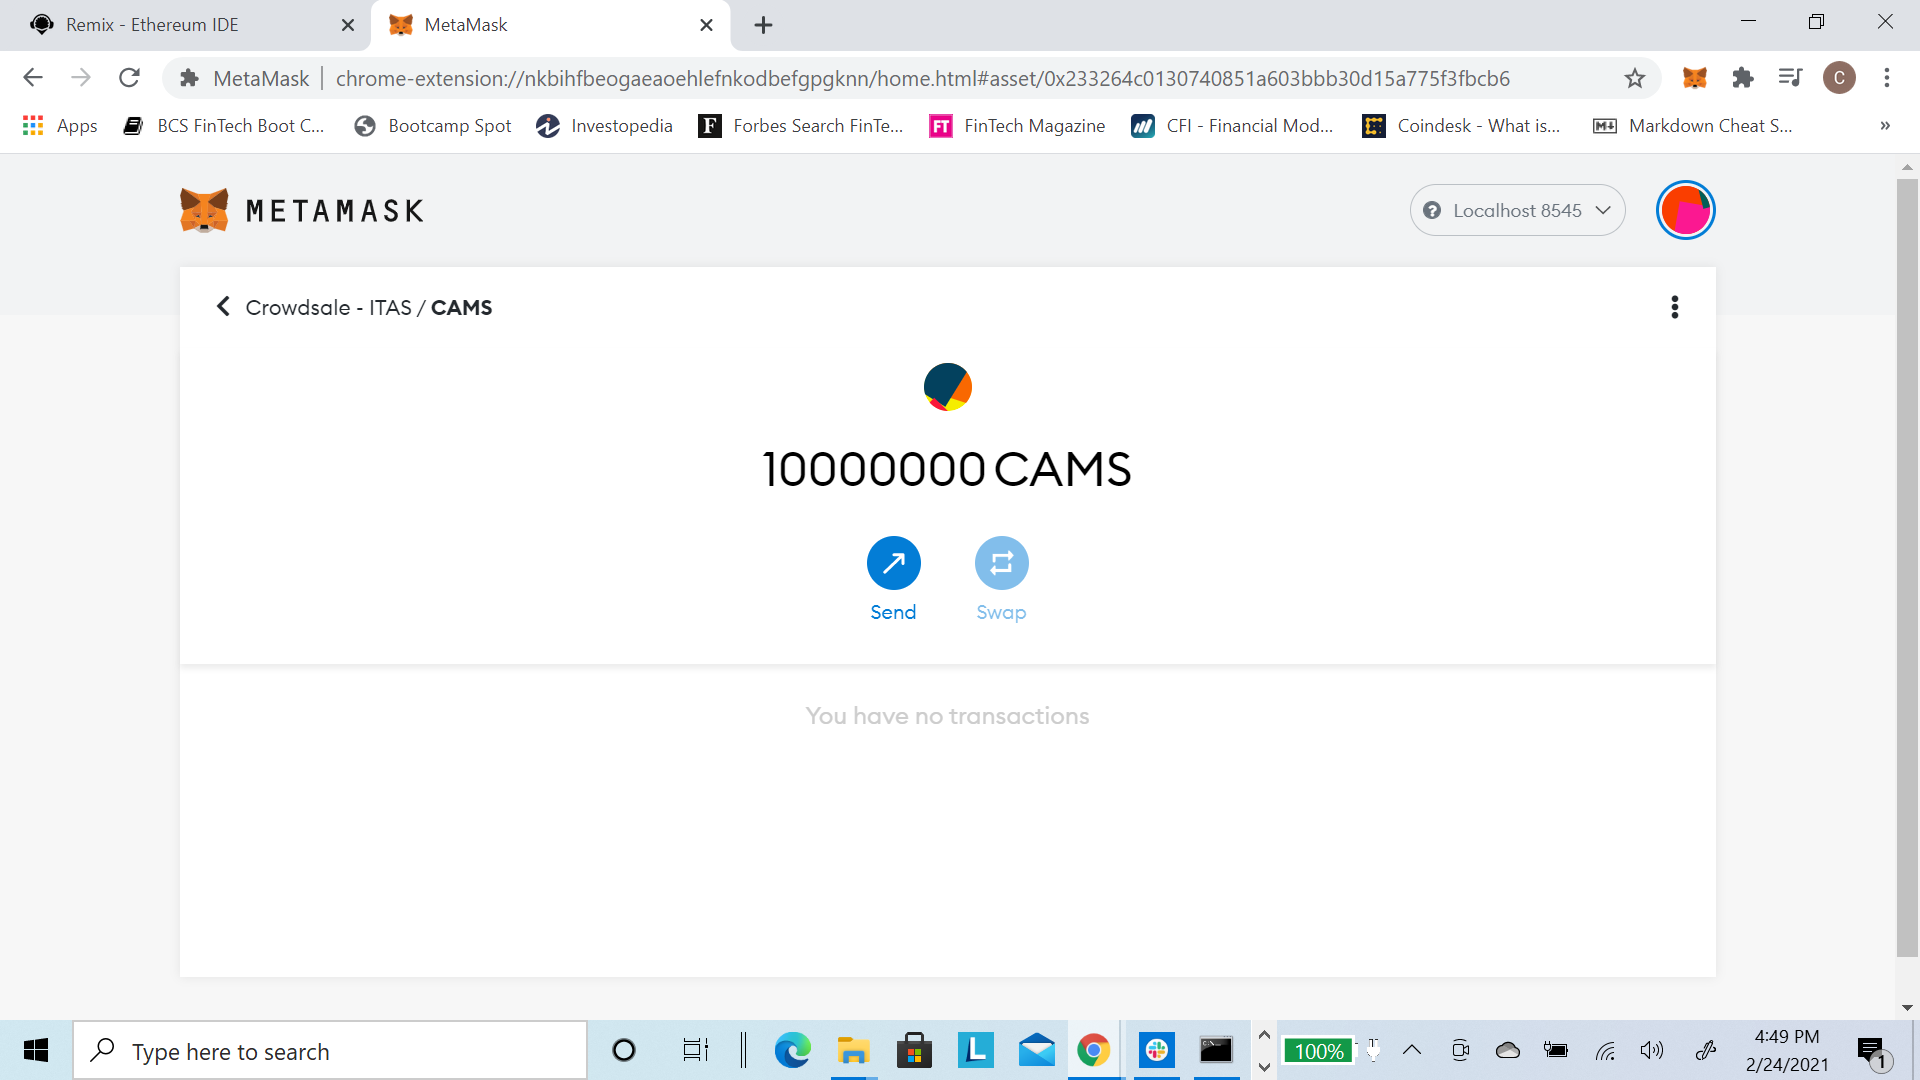 Remix - Ethereum IDE
MetaMask
MetaMask
chrome-extension://nkbihfbeogaeaoehlefnkodbefgpgknn/home.html#asset/0x233264c0130740851a603bbb30d15a775f3fbcb6
C
Apps
BCS FinTech Boot C...
Bootcamp Spot
Investopedia
F
Forbes Search FinTe...
FT
FinTech Magazine
CFI - Financial Mod...
Coindesk - What is...
M
Markdown Cheat S...
»
METAMASK
? Localhost 8545
Crowdsale - ITAS / CAMS
10000000 CAMS
Send
Swap
You have no transactions
Type here to search
L
C:\_
100%
4:49 PM
2/24/2021
1